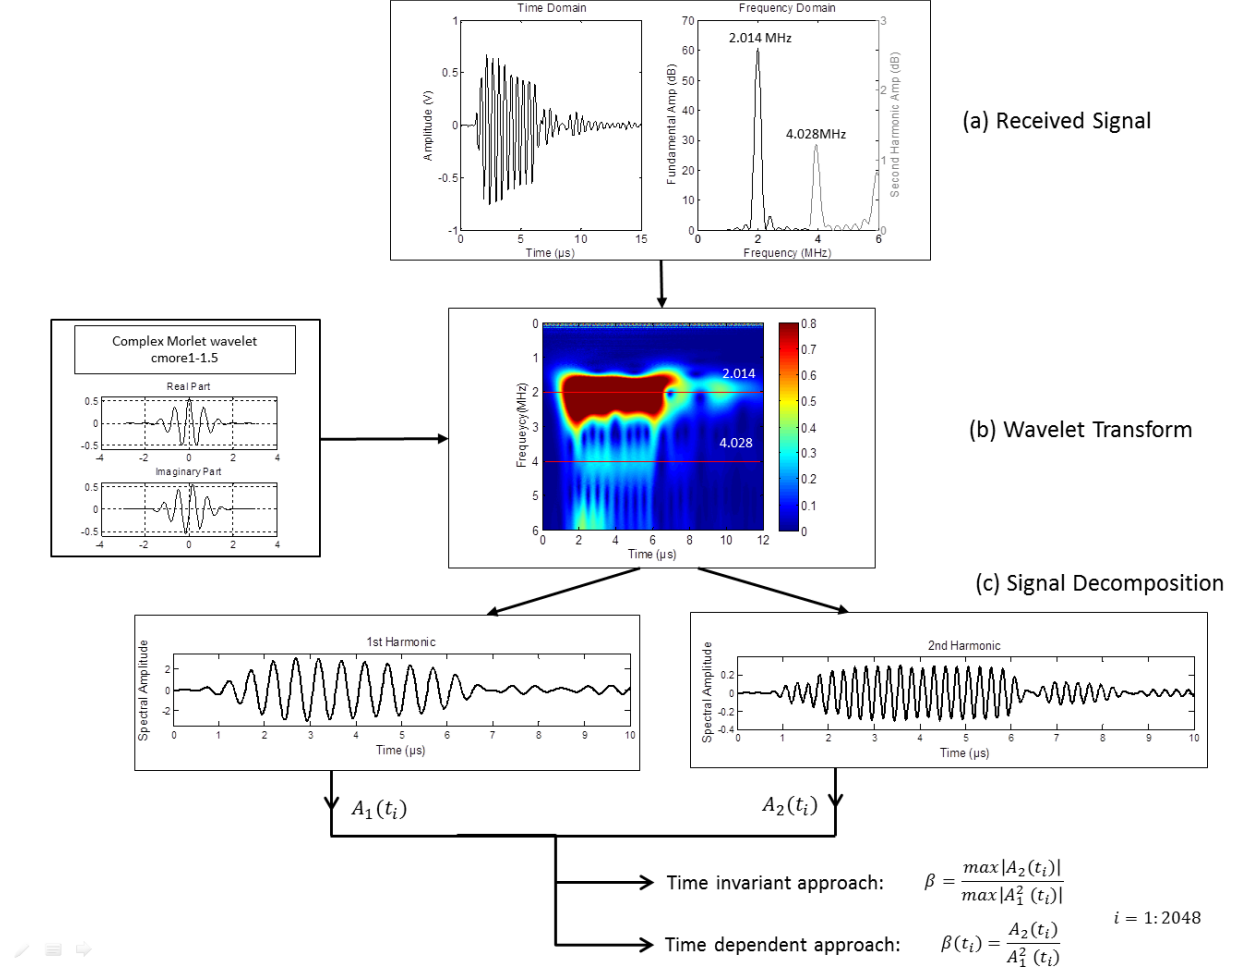 Time Domain
Frequency Domain
1
0.5
0
-0.5
-1
Amplitude (V)
0 5 10 15
Time (µs)
70
60
50
40
30
20
10
0
Fundamental Amp (dB)
2.014 MHz
4.028MHz
3
2
1
0
Second Harmonic Amp (dB)
0 2 4 6
Frequency (MHz)
(a) Received Signal
Complex Morlet wavelet
cmore1-1.5
Real Part
0.5
0
-0.5
-4 -2 0 2 4
Imaginary Part
0.5
0
-0.5
-4 -2 0 2 4
0
1
2
3
4
5
6
Frequeycy(MHz)
2.014
4.028
0 2 4 6 8 10 12
Time (µs)
0.8
0.7
0.6
0.5
0.4
0.3
0.2
0.1
0
(b) Wavelet Transform
(c) Signal Decomposition
1st Harmonic
Spectral Amplitude
2
0
-2
0 1 2 3 4 5 6 7 8 9 10
Time (µs)
2nd Harmonic
Spectral Amplitude
0.2
0
-0.2
-0.4
0 1 2 3 4 5 6 7 8 9 10
Time (µs)
A₁(tᵢ)
A₂(tᵢ)
Time invariant approach: β = max|A₂(tᵢ)| / max|A₁²(tᵢ)|
i = 1:2048
Time dependent approach: β(tᵢ) = A₂(tᵢ) / A₁²(tᵢ)